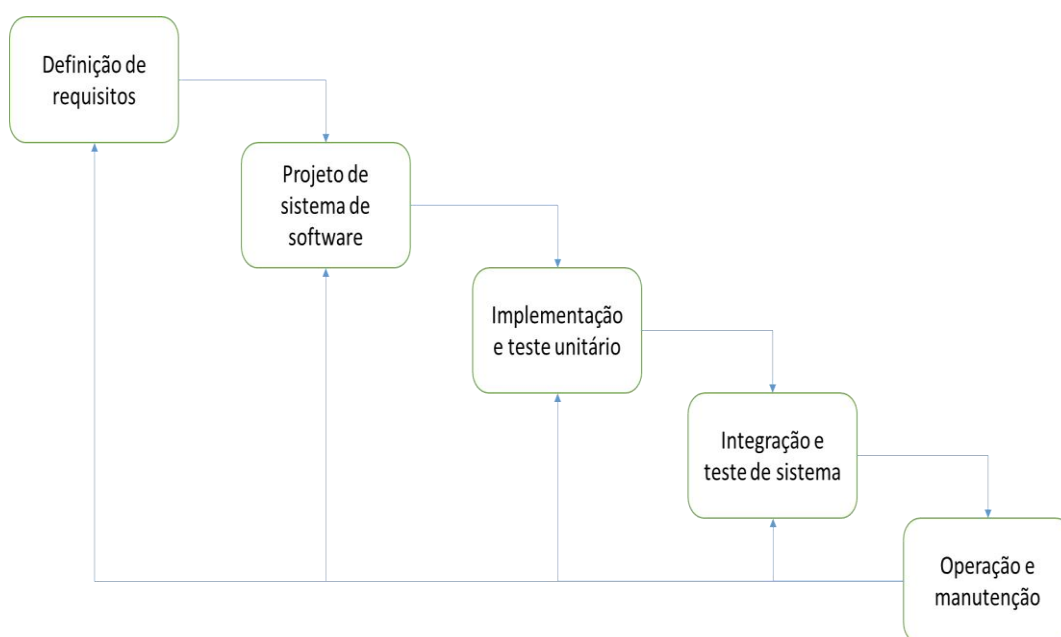 Definição de
requisitos
Projeto de
sistema de
software
Implementação
e teste unitário
Integração e
teste de sistema
Operação e
manutenção